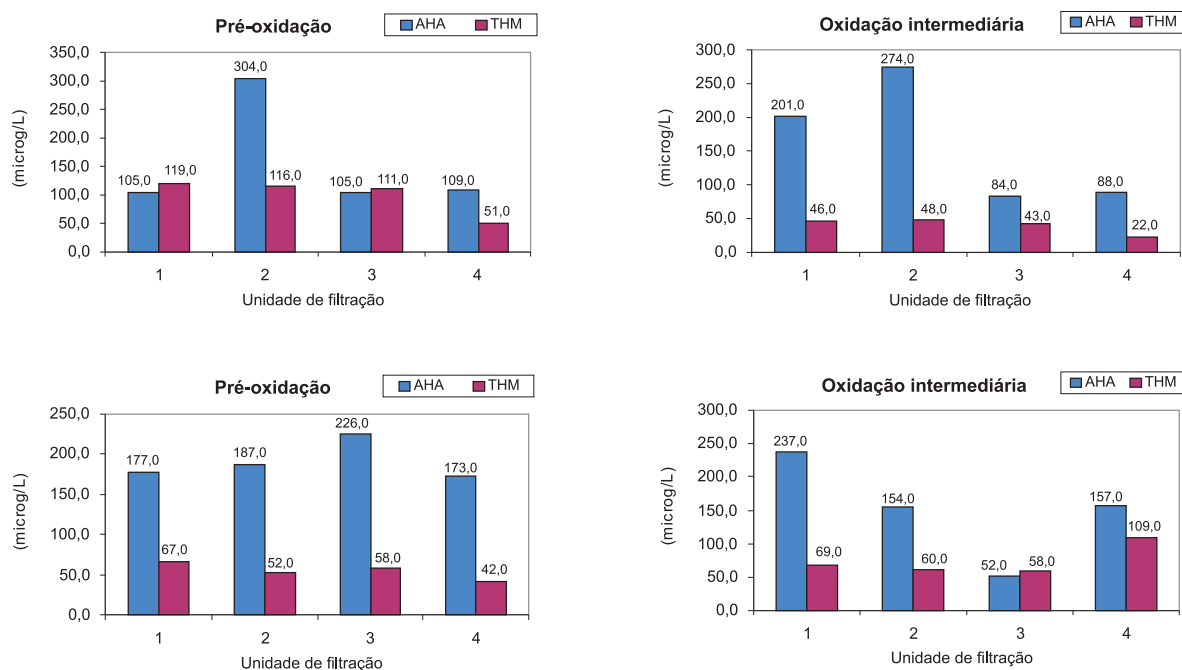 Pré-oxidação
AHA THM
(microg/L)
350,0
300,0
250,0
200,0
150,0
100,0
50,0
0,0
105,0 119,0 304,0 116,0 105,0 111,0 109,0 51,0
1 2 3 4
Unidade de filtração
Oxidação intermediária
AHA THM
(microg/L)
300,0
250,0
200,0
150,0
100,0
50,0
0,0
201,0 46,0 274,0 48,0 84,0 43,0 88,0 22,0
1 2 3 4
Unidade de filtração
Pré-oxidação
AHA THM
(microg/L)
250,0
200,0
150,0
100,0
50,0
0,0
177,0 67,0 187,0 52,0 226,0 58,0 173,0 42,0
1 2 3 4
Unidade de filtração
Oxidação intermediária
AHA THM
(microg/L)
300,0
250,0
200,0
150,0
100,0
50,0
0,0
237,0 69,0 154,0 60,0 52,0 58,0 157,0 109,0
1 2 3 4
Unidade de filtração